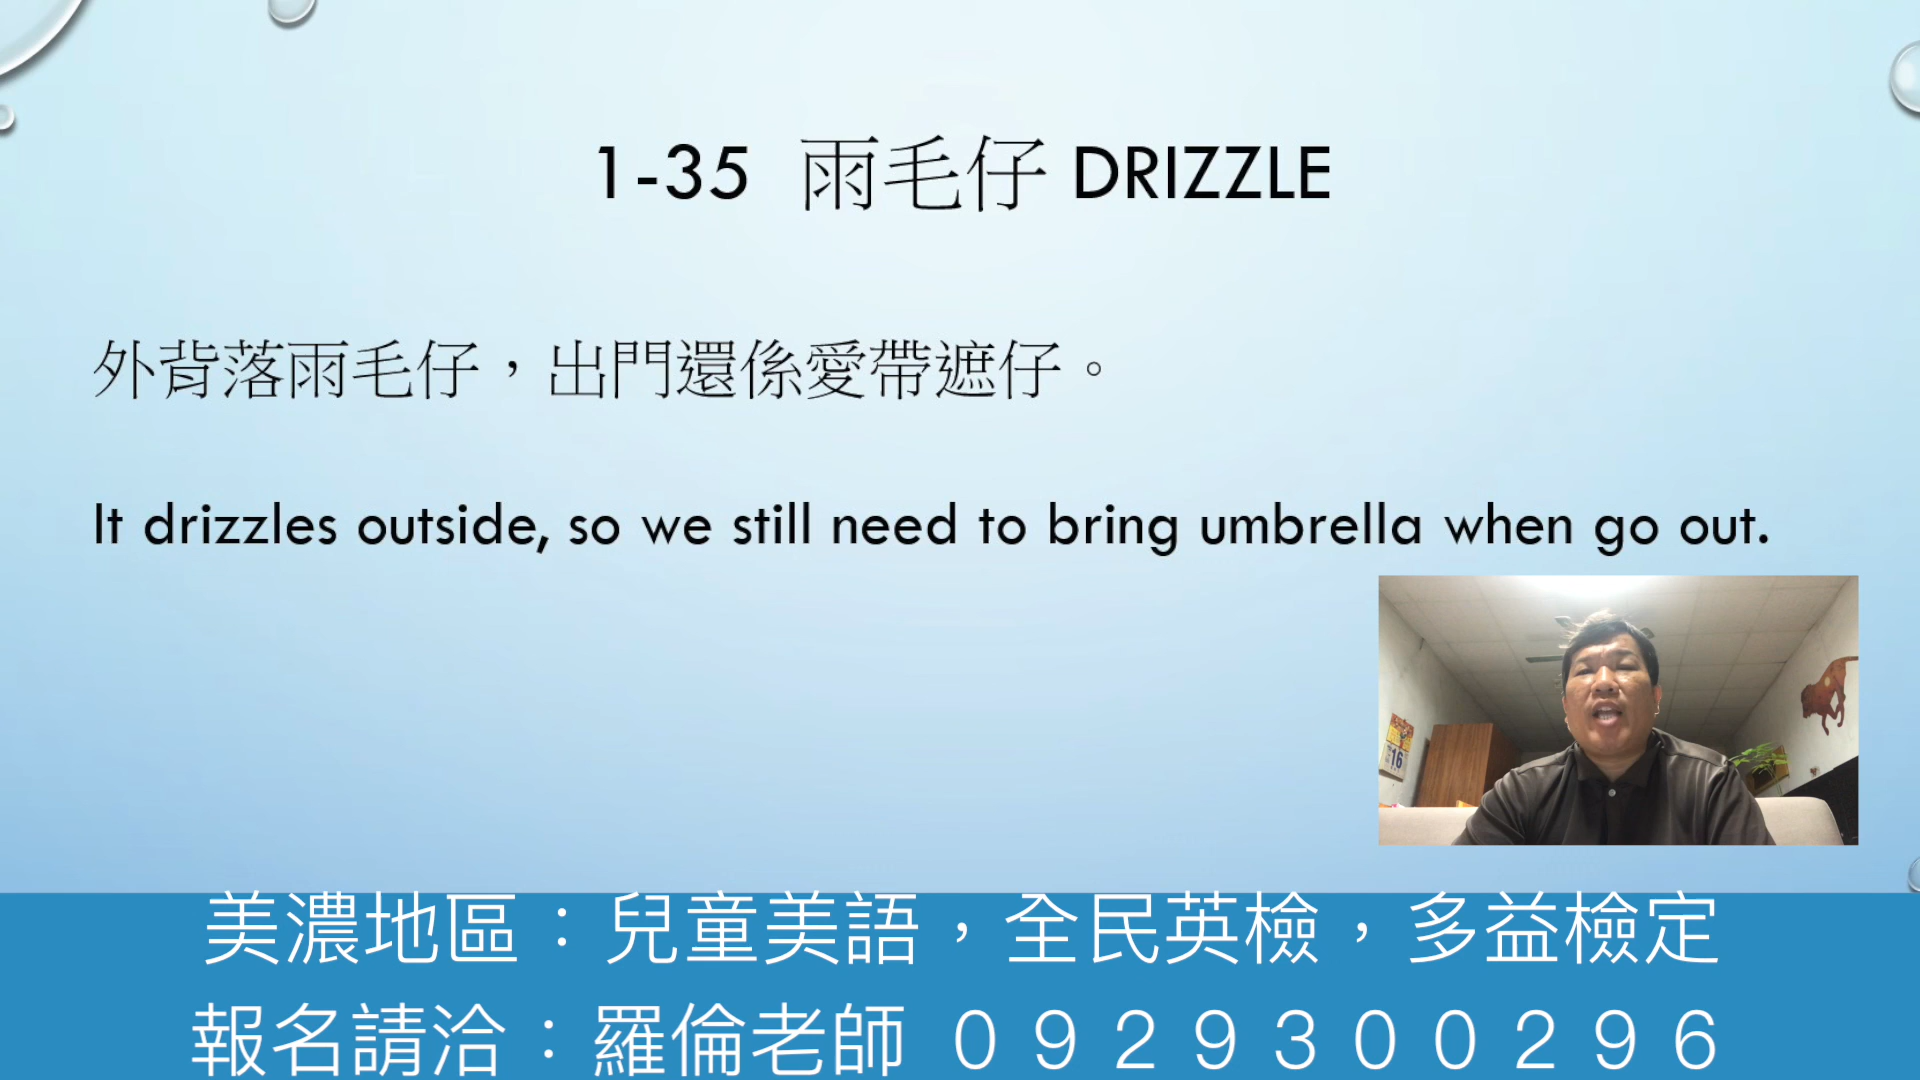 1-35 雨毛仔 DRIZZLE
外背落雨毛仔，出門還係愛帶遮仔。
It drizzles outside, so we still need to bring umbrella when go out.
16
美濃地區：兒童美語，全民英檢，多益檢定
報名請洽：羅倫老師 0929300296